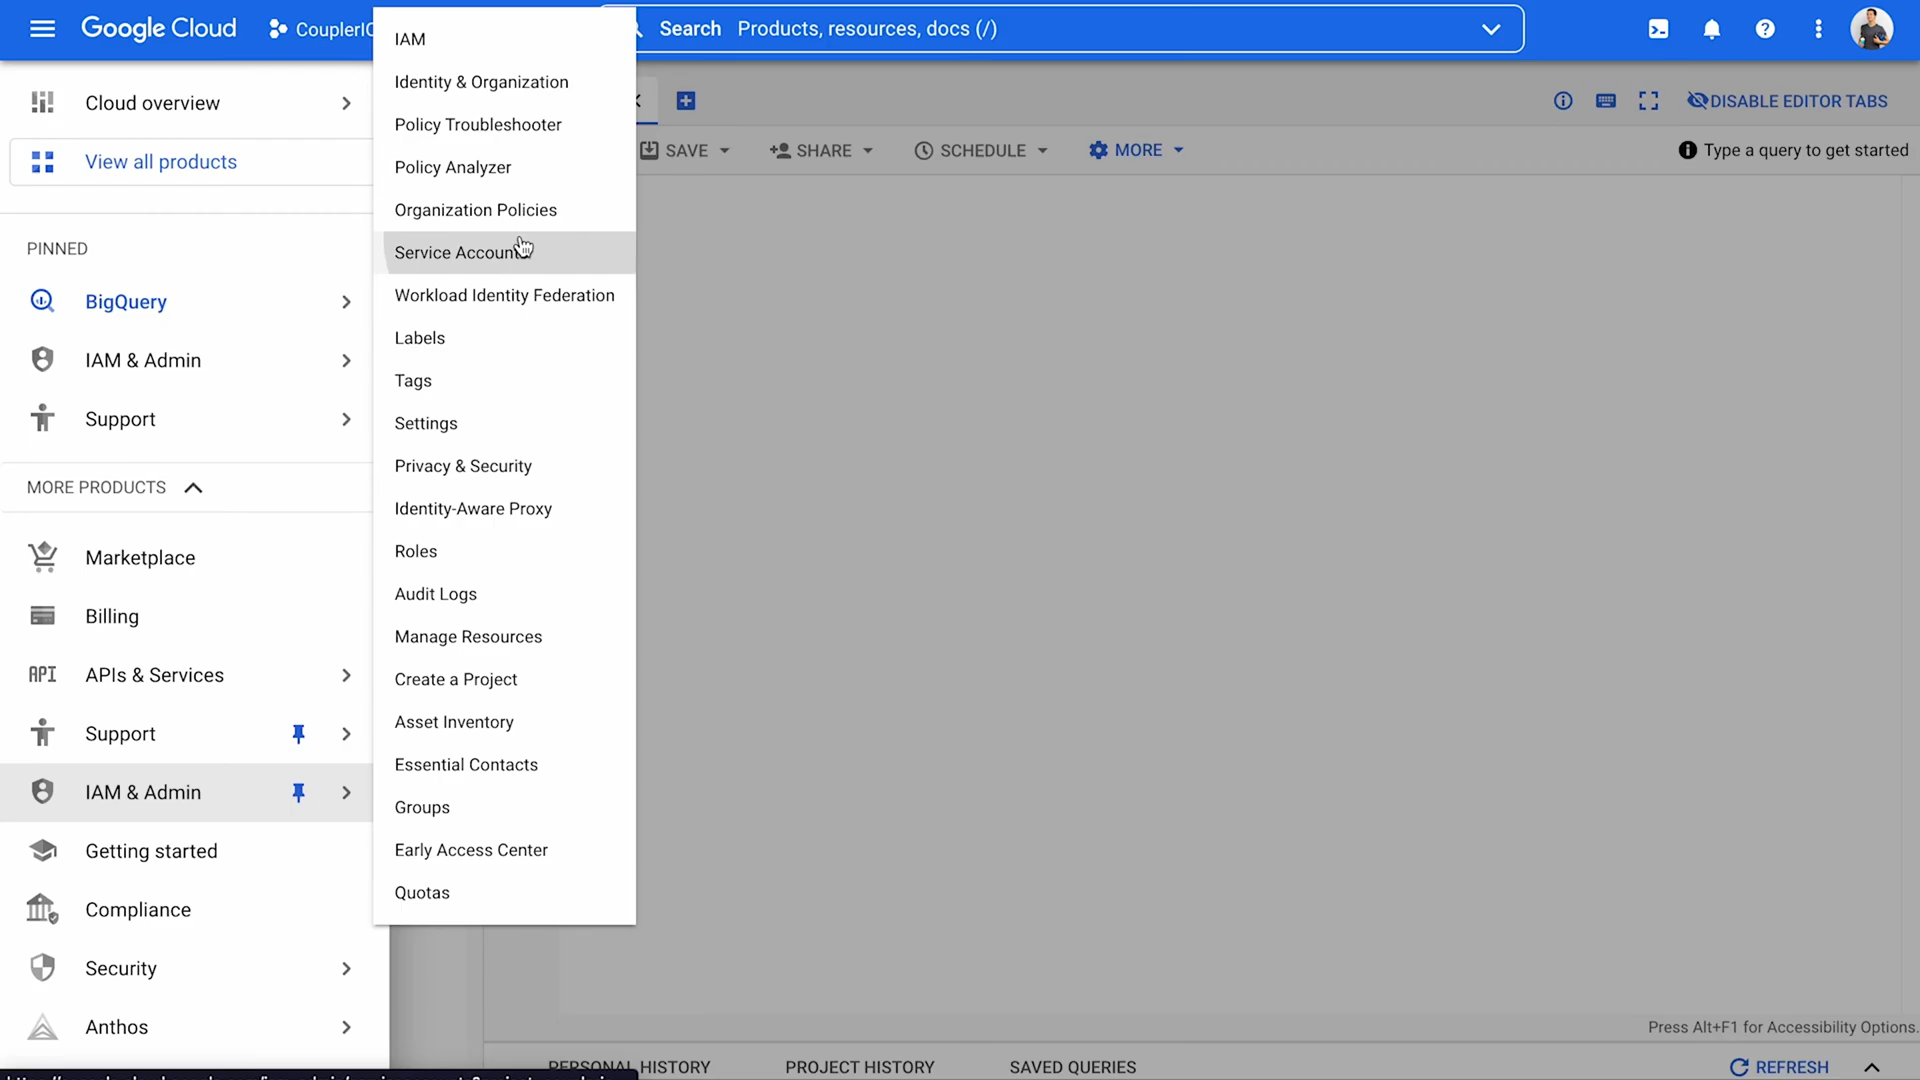 Google Cloud
CouplerIO
Search Products, resources, docs (/)
Cloud overview
View all products
PINNED
BigQuery
IAM & Admin
Support
MORE PRODUCTS
Marketplace
Billing
API
APIs & Services
Support
IAM & Admin
Getting started
Compliance
Security
Anthos
IAM
Identity & Organization
Policy Troubleshooter
Policy Analyzer
Organization Policies
Service Accounts
Workload Identity Federation
Labels
Tags
Settings
Privacy & Security
Identity-Aware Proxy
Roles
Audit Logs
Manage Resources
Create a Project
Asset Inventory
Essential Contacts
Groups
Early Access Center
Quotas
DISABLE EDITOR TABS
SAVE
SHARE
SCHEDULE
MORE
Type a query to get started
Press Alt+F1 for Accessibility Options.
PERSONAL HISTORY
PROJECT HISTORY
SAVED QUERIES
REFRESH